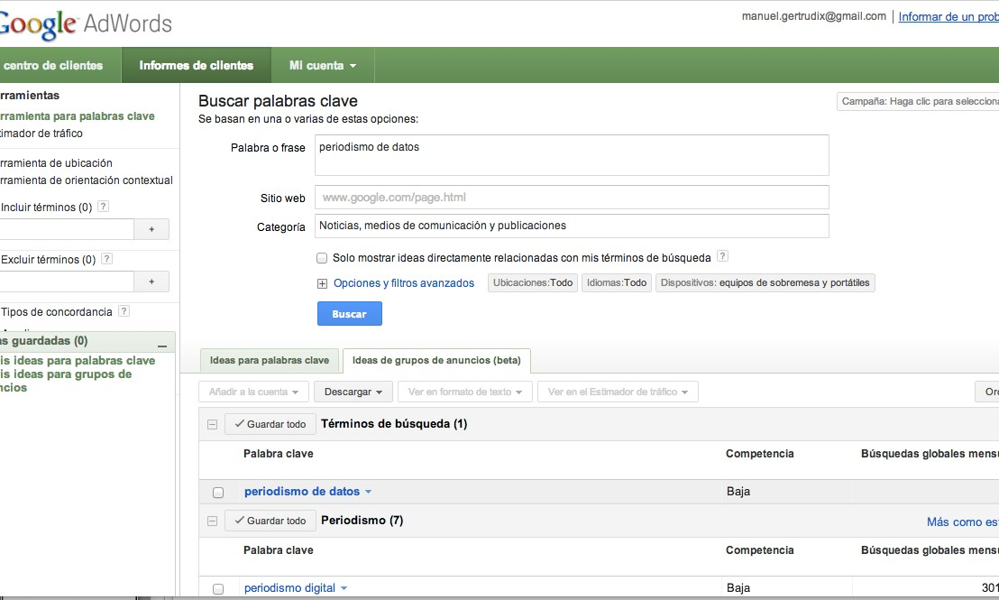 Google AdWords
manuel.gertrudix@gmail.com | Informar de un prob
centro de clientes
Informes de clientes
Mi cuenta
rramientas
rramienta para palabras clave
timador de tráfico
rramienta de ubicación
rramienta de orientación contextual
Incluir términos (0) ?
+
Excluir términos (0) ?
+
Tipos de concordancia ?
s guardadas (0)
is ideas para palabras clave
is ideas para grupos de
ncios
Buscar palabras clave
Se basan en una o varias de estas opciones:
Campaña: Haga clic para selecciona
Palabra o frase
periodismo de datos
Sitio web
www.google.com/page.html
Categoría
Noticias, medios de comunicación y publicaciones
Solo mostrar ideas directamente relacionadas con mis términos de búsqueda ?
Opciones y filtros avanzados
Ubicaciones:Todo
Idiomas:Todo
Dispositivos: equipos de sobremesa y portátiles
Buscar
Ideas para palabras clave
Ideas de grupos de anuncios (beta)
Añadir a la cuenta
Descargar
Ver en formato de texto
Ver en el Estimador de tráfico
Or
Guardar todo
Términos de búsqueda (1)
Palabra clave
Competencia
Búsquedas globales mensu
periodismo de datos
Baja
Guardar todo
Periodismo (7)
Más como es
Palabra clave
Competencia
Búsquedas globales mensu
periodismo digital
Baja
301